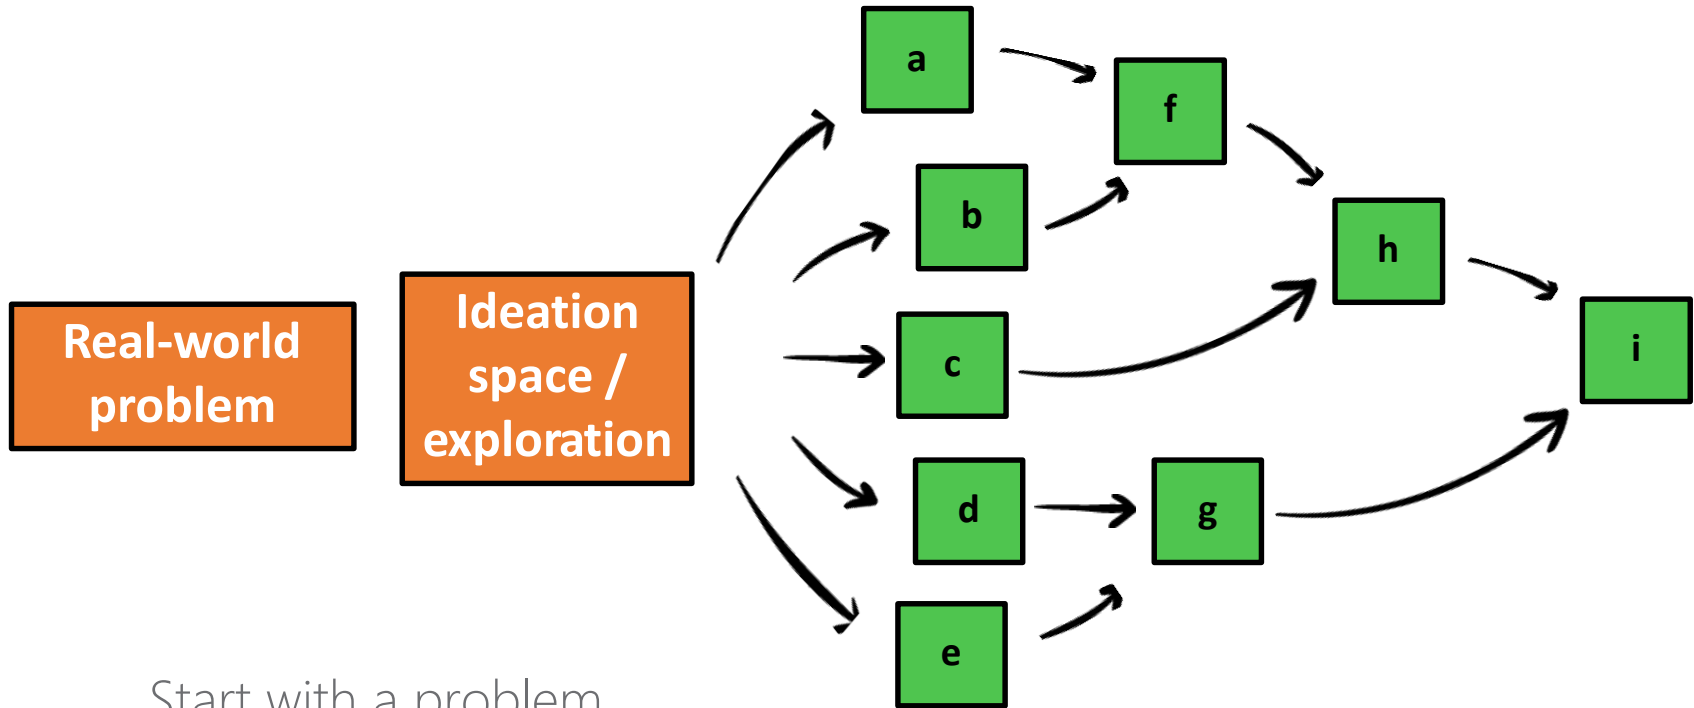 Real-world
problem
Ideation
space /
exploration
a
b
c
d
e
f
g
h
i
Start with a problem